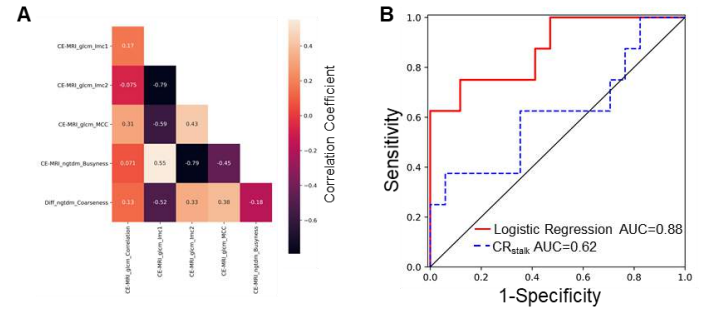 A
CE-MRI_glcm_Imc1
CE-MRI_glcm_Imc2
CE-MRI_glcm_MCC
CE-MRI_ngtdm_Busyness
Diff_ngtdm_Coarseness
0.17
-0.075 -0.79
0.31 -0.59 0.43
0.071 0.55 -0.79 -0.45
0.13 -0.52 0.33 0.38 -0.18
CE-MRI_glcm_Correlation
CE-MRI_glcm_Imc1
CE-MRI_glcm_Imc2
CE-MRI_glcm_MCC
CE-MRI_ngtdm_Busyness
0.4
0.2
0.0
-0.2
-0.4
-0.6
Correlation Coefficient
B
Sensitivity
1.0
0.8
0.6
0.4
0.2
0.0
Logistic Regression AUC=0.88
CRstalk AUC=0.62
0.0 0.2 0.4 0.6 0.8 1.0
1-Specificity